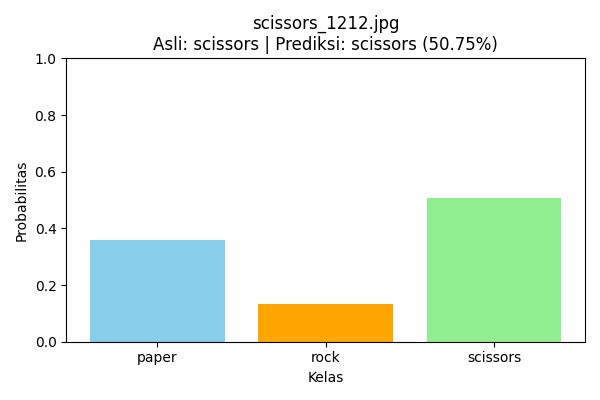 scissors_1212.jpg
Asli: scissors | Prediksi: scissors (50.75%)
Probabilitas
1.0
0.8
0.6
0.4
0.2
0.0
paper rock scissors
Kelas